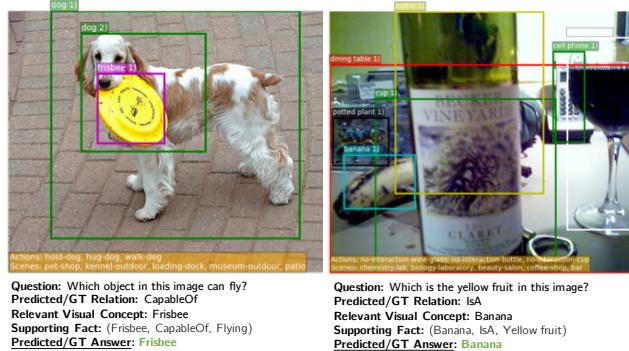 dog 1)
dog 2)
frisbee 1)
Actions: hold-dog, hug-dog, walk-dog
Scenes: pet-shop, kennel-outdoor, loading-dock, museum-outdoor, patio
Question: Which object in this image can fly?
Predicted/GT Relation: CapableOf
Relevant Visual Concept: Frisbee
Supporting Fact: (Frisbee, CapableOf, Flying)
Predicted/GT Answer: Frisbee
bottle 1)
cell phone 1)
dining table 1)
cup 1)
potted plant 1)
banana 1)
BECKER
VINEYARDS
CLARET
Actions: no-interaction-wine-glass, no-interaction-bottle, no-interaction-cup
Scenes: chemistry-lab, biology-laboratory, beauty-salon, coffee-shop, bar
Question: Which is the yellow fruit in this image?
Predicted/GT Relation: IsA
Relevant Visual Concept: Banana
Supporting Fact: (Banana, IsA, Yellow fruit)
Predicted/GT Answer: Banana